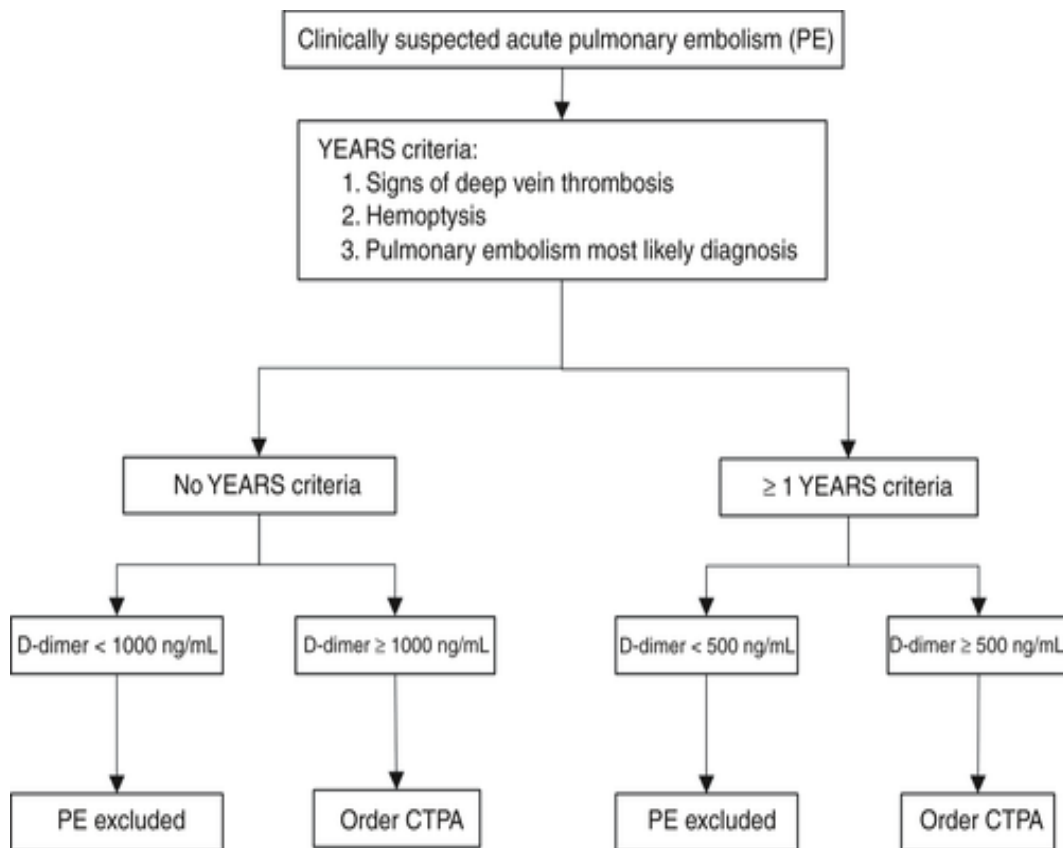 Clinically suspected acute pulmonary embolism (PE)
YEARS criteria:
1. Signs of deep vein thrombosis
2. Hemoptysis
3. Pulmonary embolism most likely diagnosis
No YEARS criteria
≥ 1 YEARS criteria
D-dimer < 1000 ng/mL
D-dimer ≥ 1000 ng/mL
D-dimer < 500 ng/mL
D-dimer ≥ 500 ng/mL
PE excluded
Order CTPA
PE excluded
Order CTPA